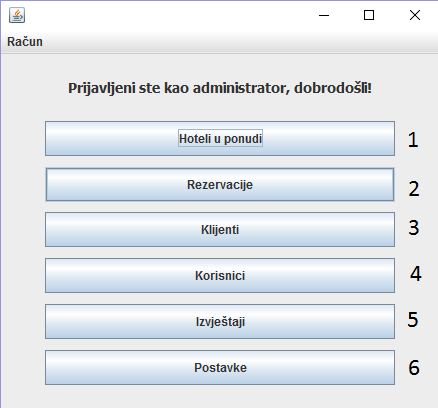 Račun
Prijavljeni ste kao administrator, dobrodošli!
Hoteli u ponudi 1
Rezervacije 2
Klijenti 3
Korisnici 4
Izvještaji 5
Postavke 6